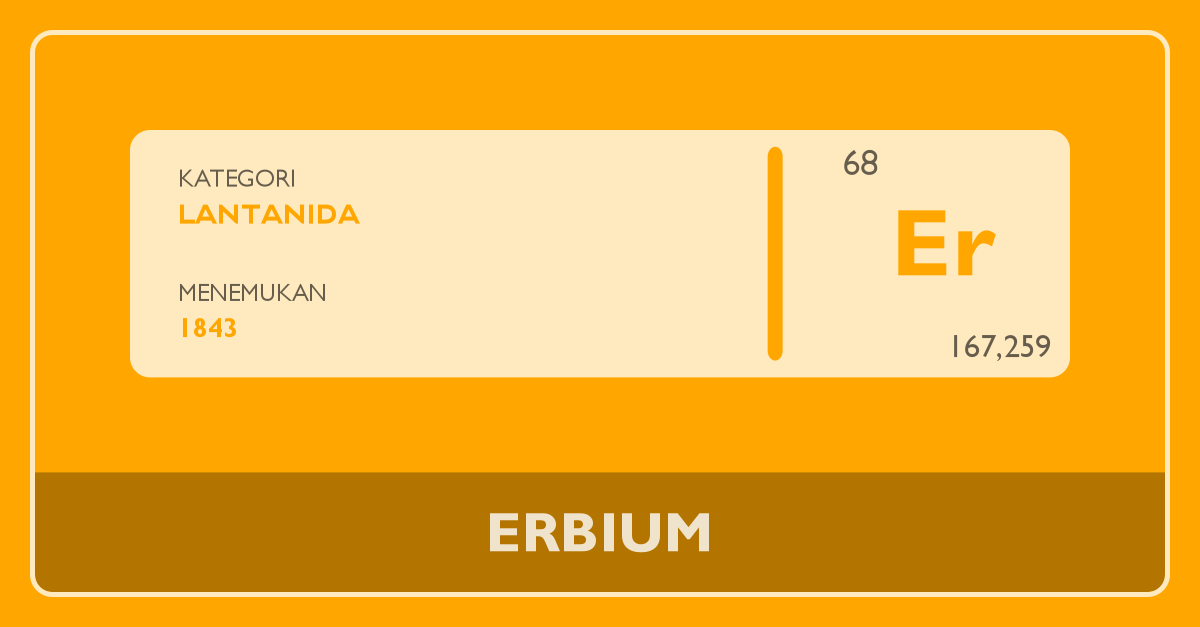 KATEGORI
LANTANIDA
MENEMUKAN
1843
68
Er
167,259
ERBIUM